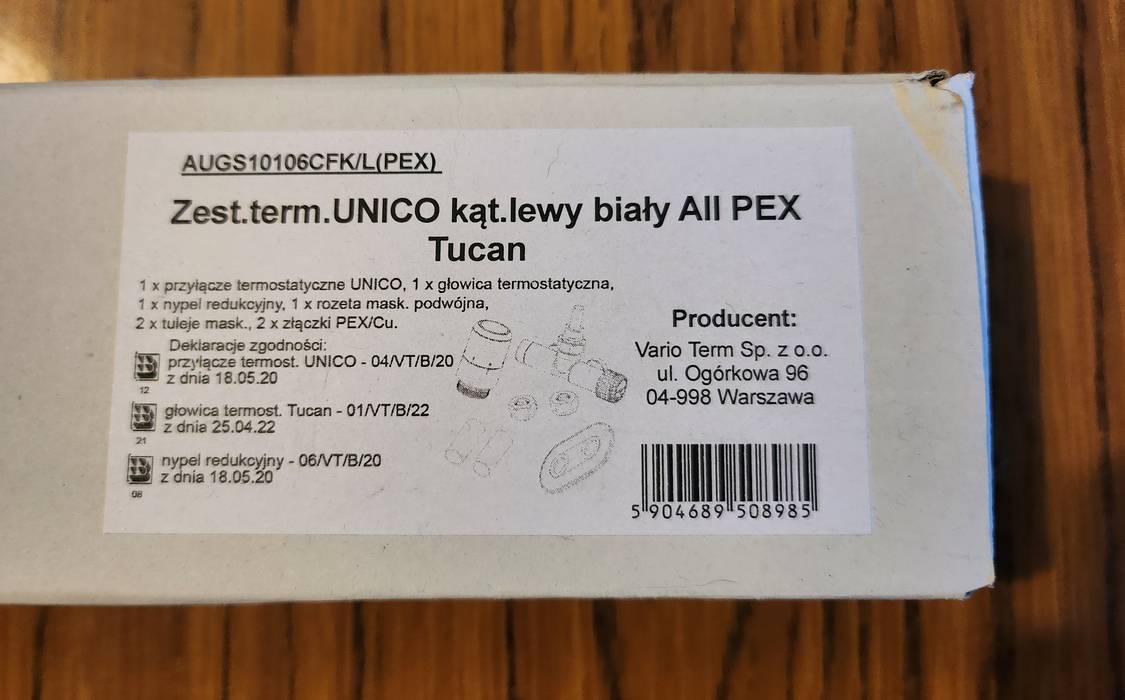 AUGS10106CFK/L(PEX)
Zest.term.UNICO kąt.lewy biały All PEX
Tucan
1 x przyłącze termostatyczne UNICO, 1 x głowica termostatyczna,
1 x nypel redukcyjny, 1 x rozeta mask. podwójna,
2 x tuleje mask., 2 x złączki PEX/Cu.
Deklaracje zgodności:
przyłącze termost. UNICO - 04/VT/B/20
z dnia 18.05.20
12
głowica termost. Tucan - 01/VT/B/22
z dnia 25.04.22
21
nypel redukcyjny - 06/VT/B/20
z dnia 18.05.20
08
Producent:
Vario Term Sp. z o.o.
ul. Ogórkowa 96
04-998 Warszawa
5 904689 508985